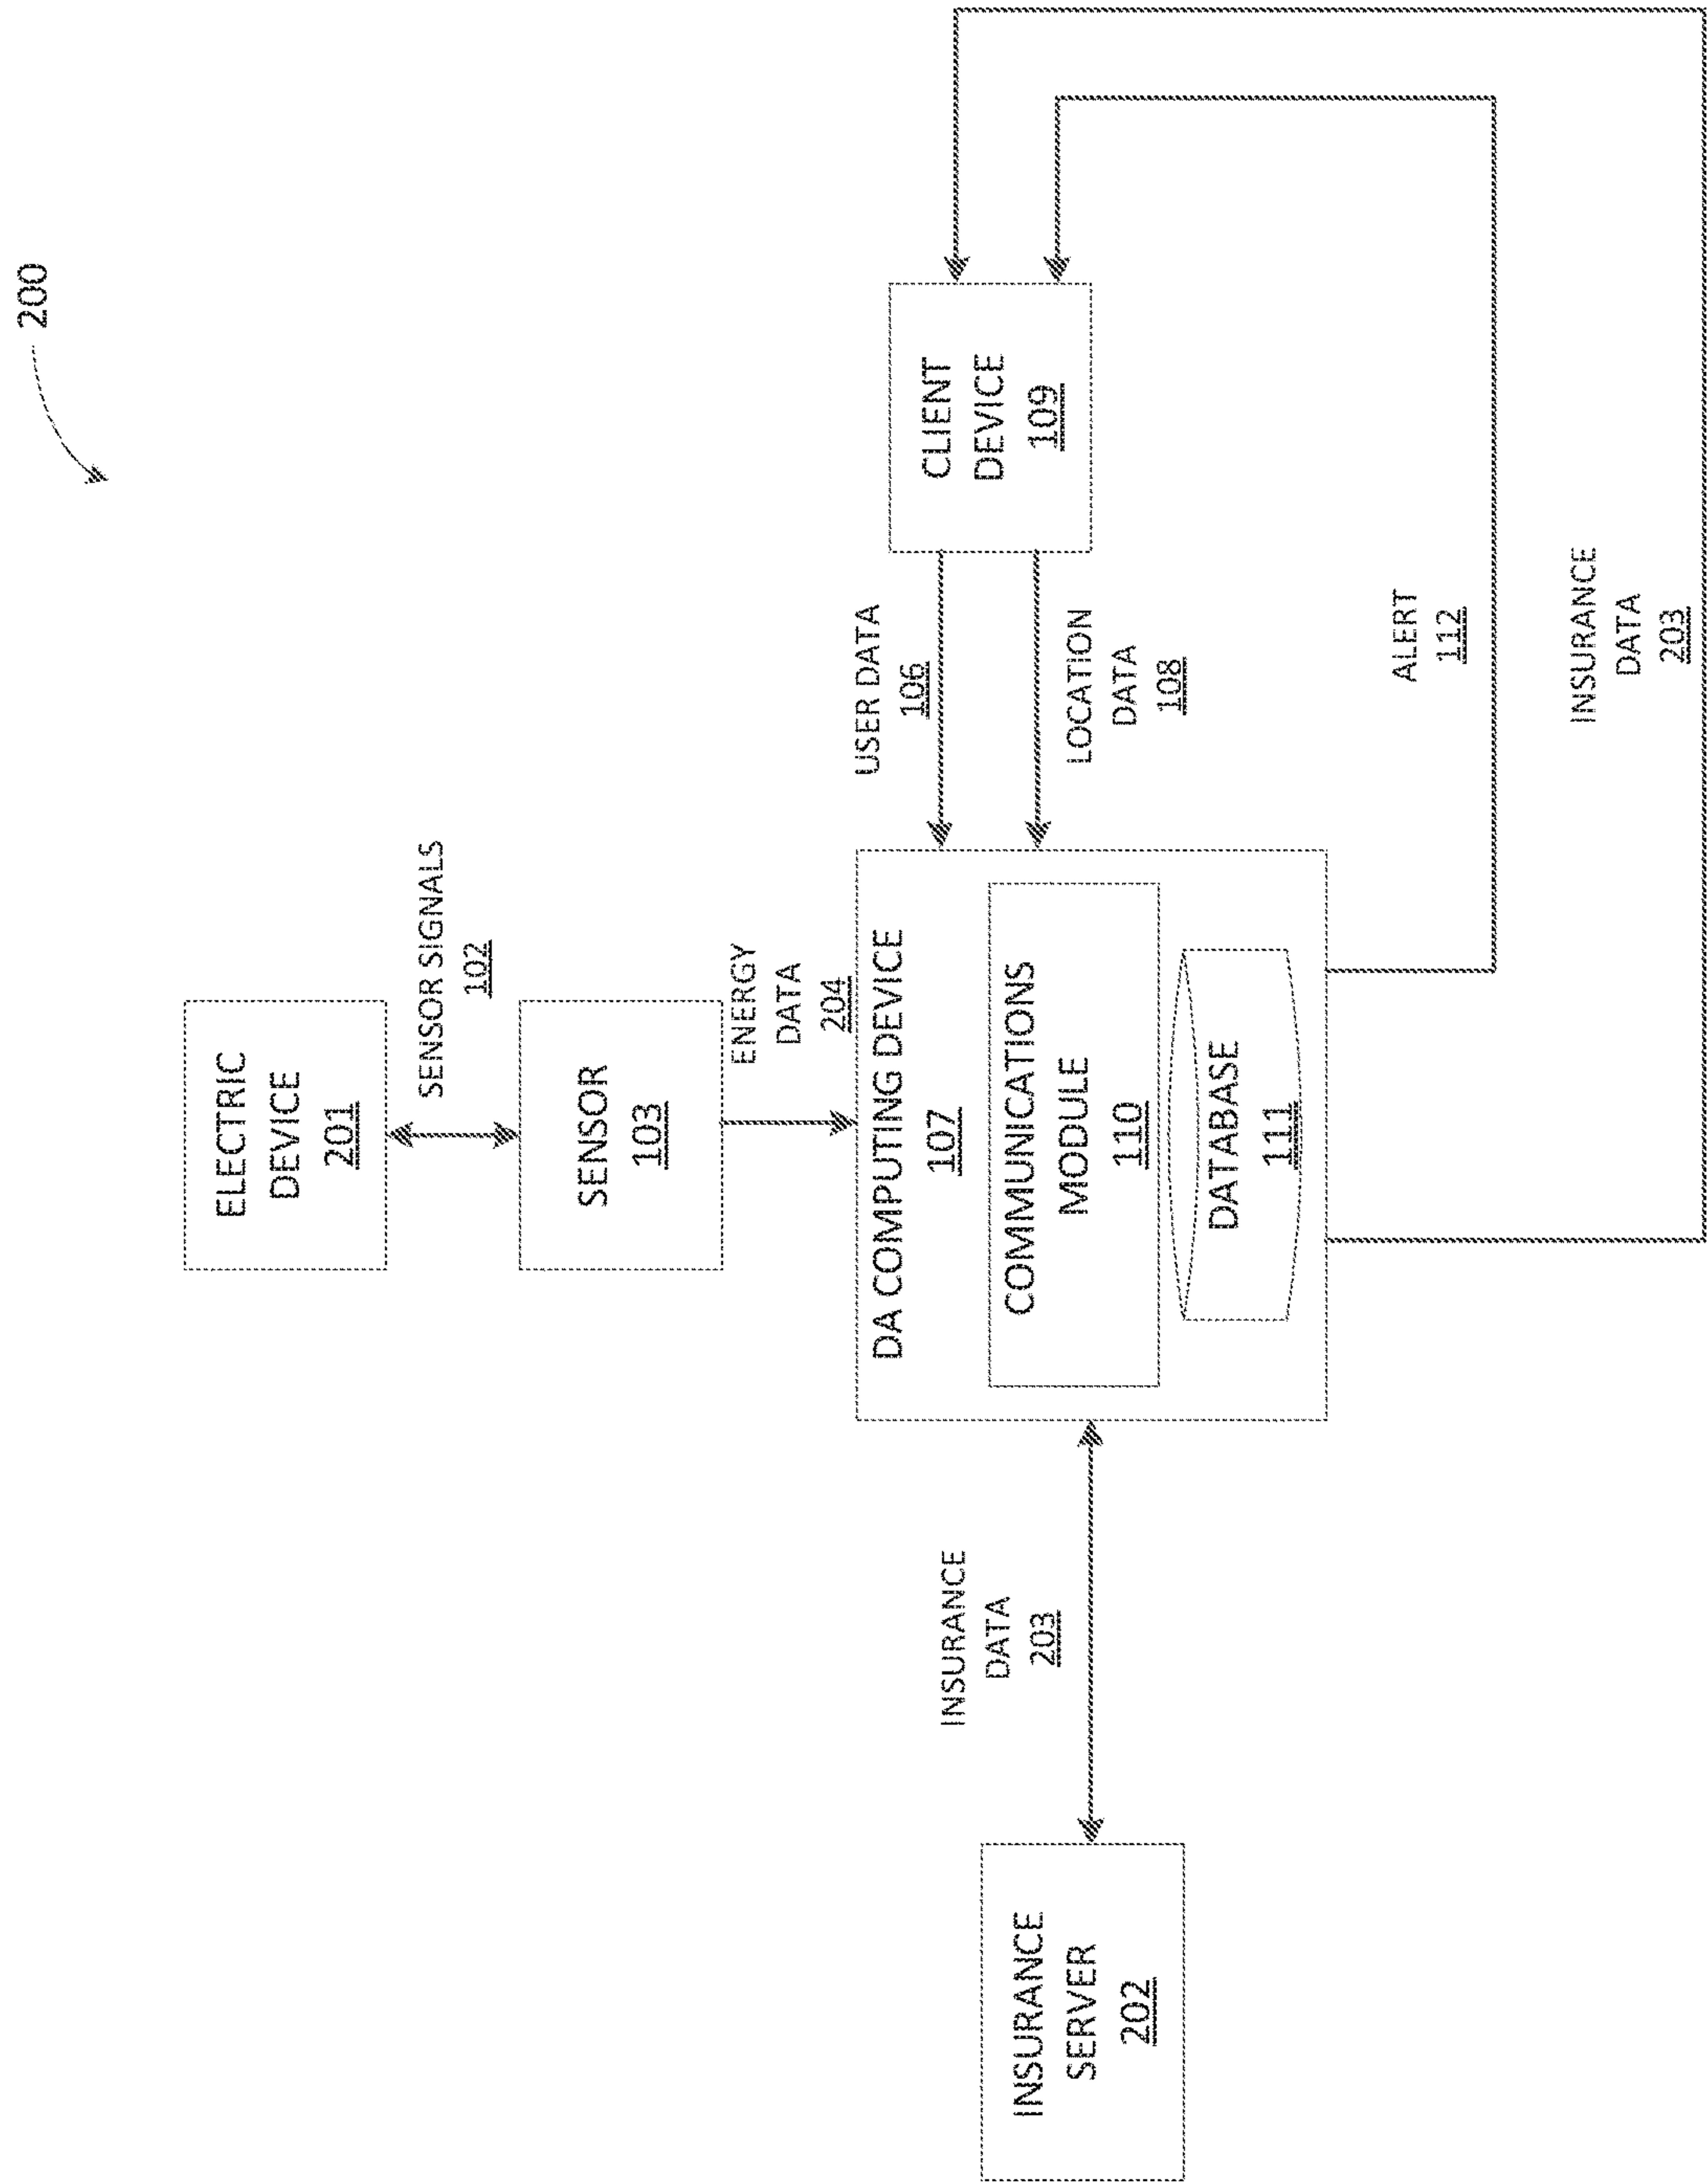 200
ELECTRIC
DEVICE
201
SENSOR SIGNALS
102
SENSOR
103
ENERGY
DATA
204
INSURANCE
SERVER
202
INSURANCE
DATA
203
DA COMPUTING DEVICE
107
COMMUNICATIONS
MODULE
110
DATABASE
111
USER DATA
106
LOCATION
DATA
108
CLIENT
DEVICE
109
ALERT
112
INSURANCE
DATA
203